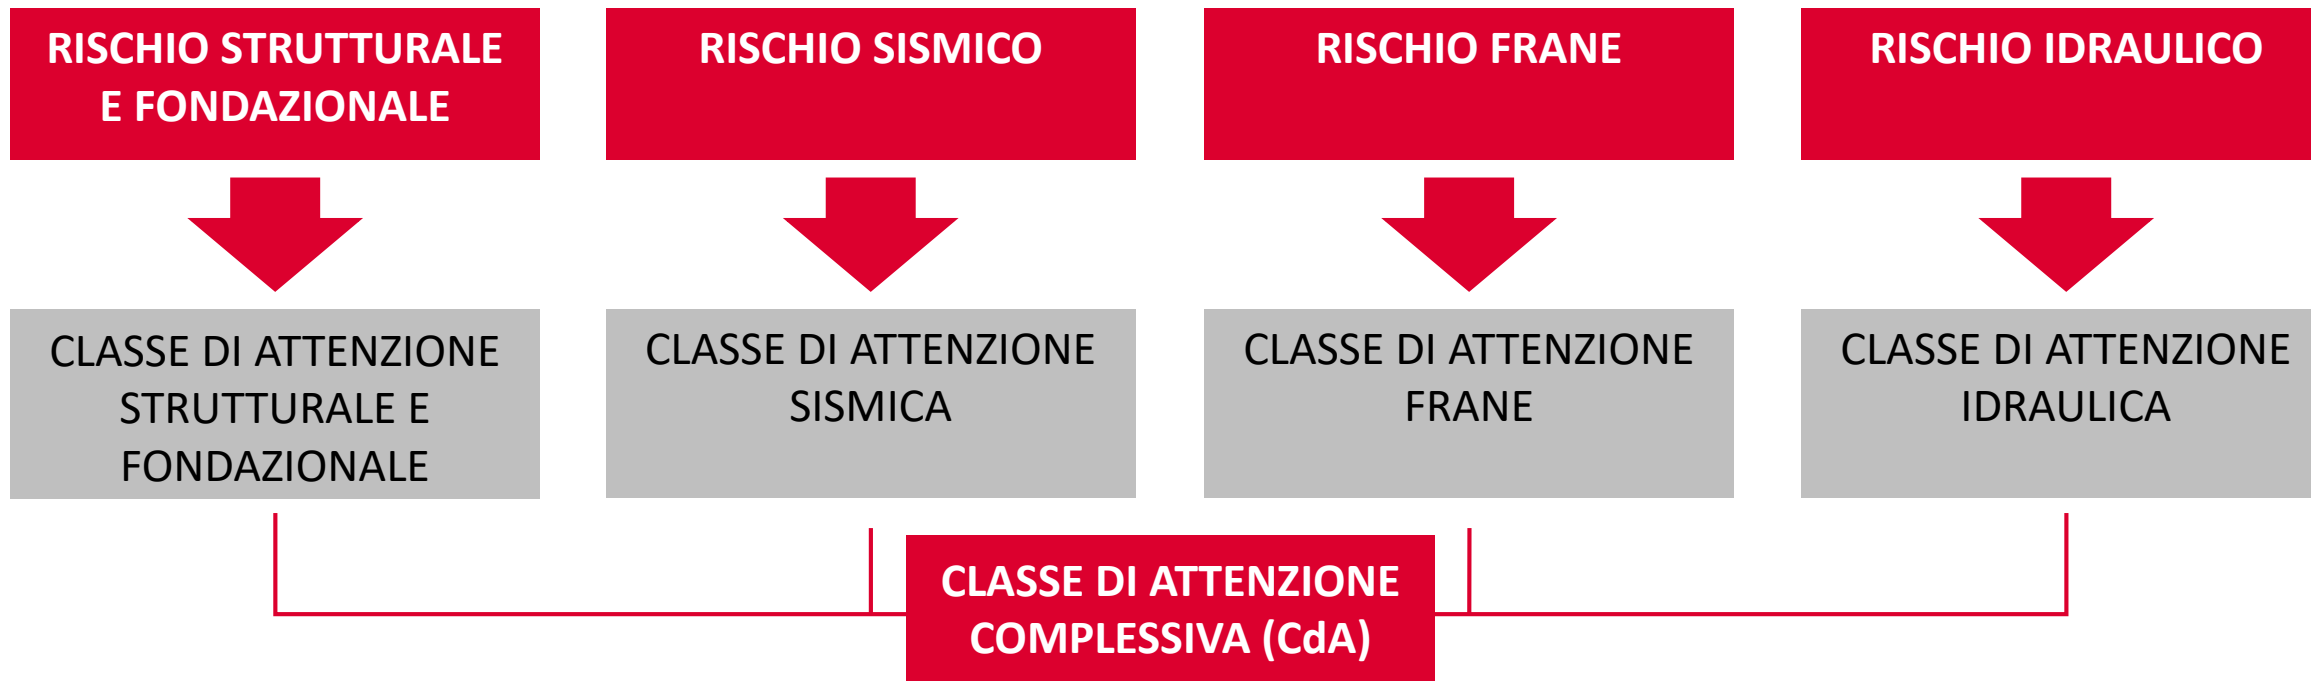 RISCHIO STRUTTURALE
E FONDAZIONALE
RISCHIO SISMICO
RISCHIO FRANE
RISCHIO IDRAULICO
CLASSE DI ATTENZIONE
STRUTTURALE E
FONDAZIONALE
CLASSE DI ATTENZIONE
SISMICA
CLASSE DI ATTENZIONE
FRANE
CLASSE DI ATTENZIONE
IDRAULICA
CLASSE DI ATTENZIONE
COMPLESSIVA (CdA)